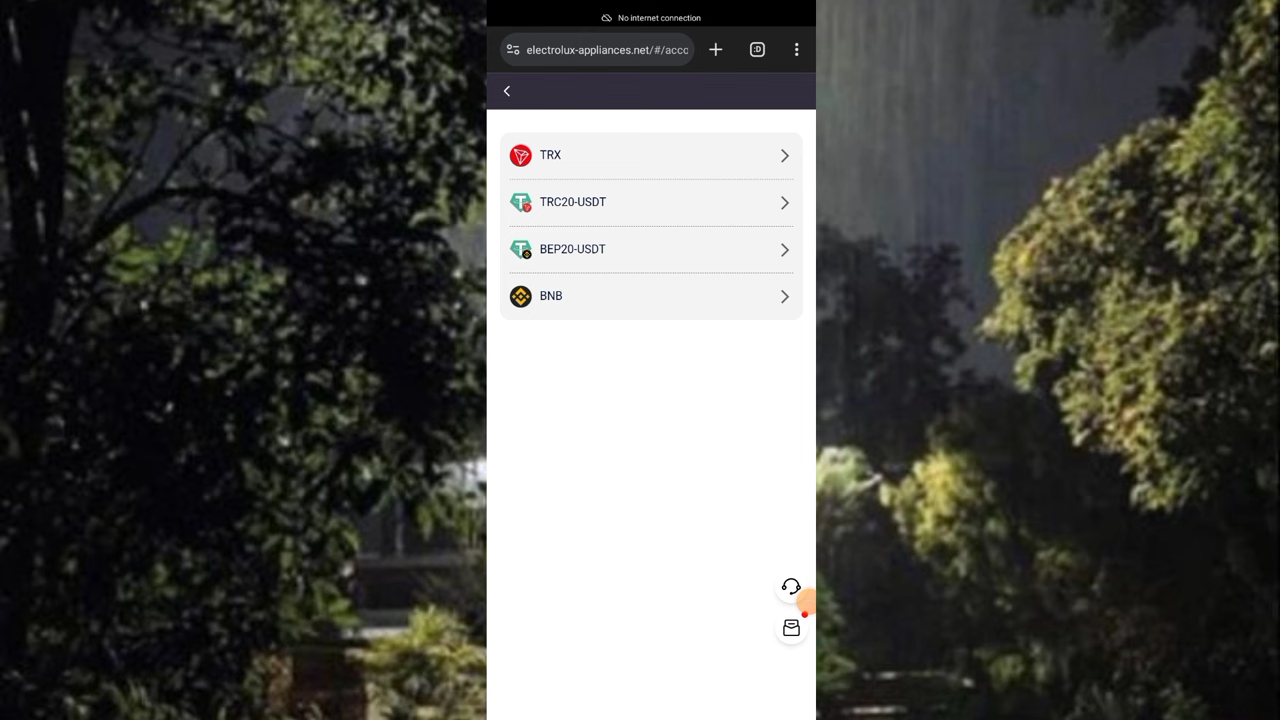 No internet connection
electrolux-appliances.net/#/acco
TRX
TRC20-USDT
BEP20-USDT
BNB